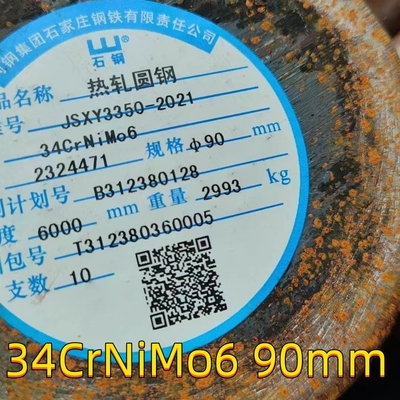 钢集团石家庄钢铁有限责任公司
石钢
品名称 热轧圆钢
号 JSXY3350-2021
34CrNiMo6
2324471 规格 ф90 mm
划号 B312380128
度 6000 mm 重量 2993 kg
包号 T312380360005
支数 10
34CrNiMo6 90mm